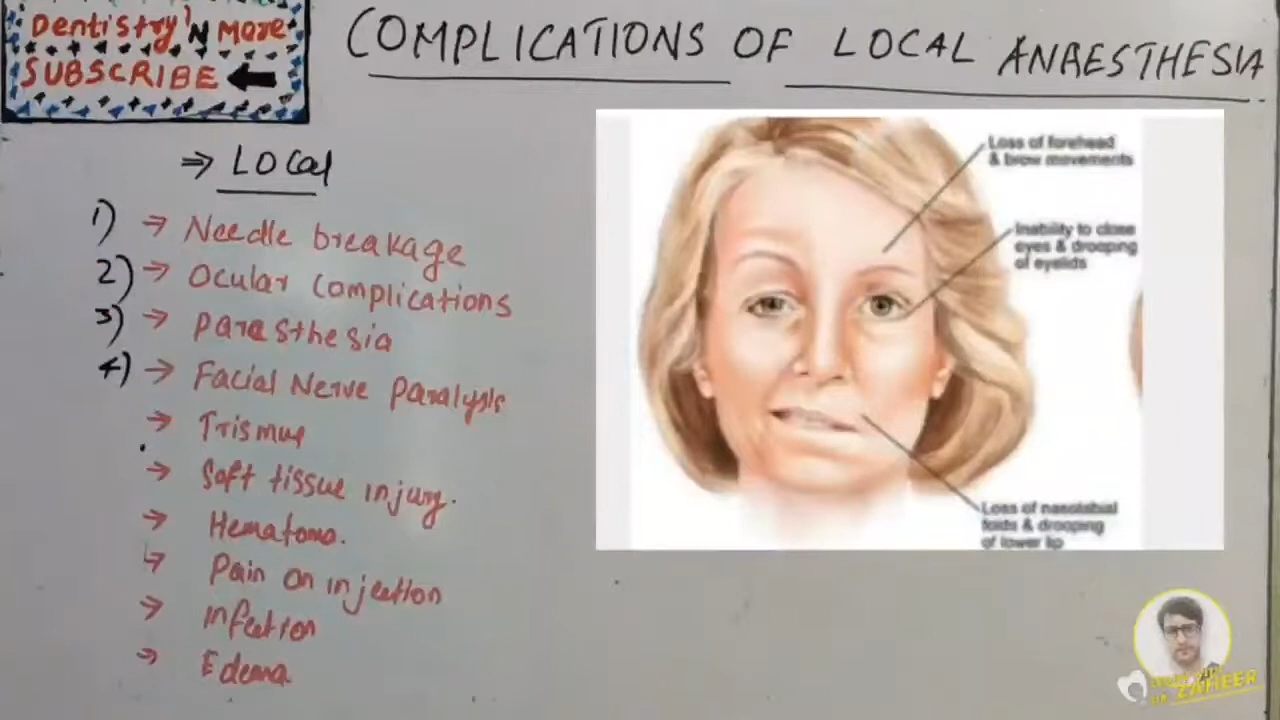 Dentistry'N More
SUBSCRIBE
COMPLICATIONS OF LOCAL ANAESTHESIA
⇒ Local
1) → Needle breakage
2) → Ocular Complications
3) → Parasthesia
4) → Facial Nerve Paralysis
→ Trismus
→ Soft tissue injury.
→ Hematoma.
→ Pain on injection
→ Infection
→ Edema
Loss of forehead
& brow movements
Inability to close
eyes & drooping
of eyelids
Loss of nasolabial
folds & drooping
of lower lip
ZAHEER